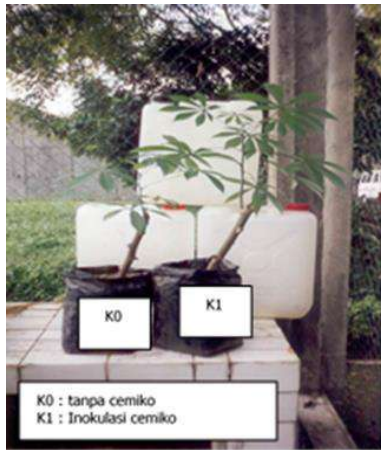 K0
K1
K0 : tanpa cemiko
K1 : Inokulasi cemiko